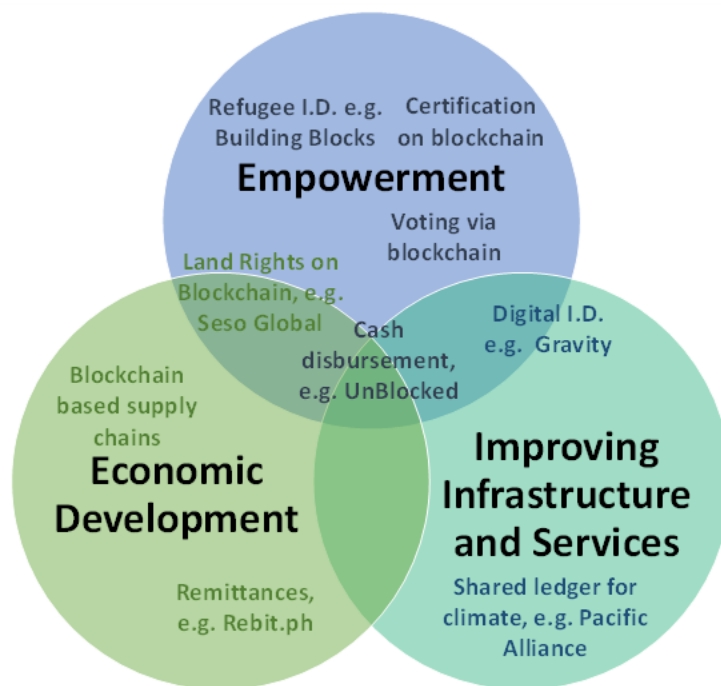 Refugee I.D. e.g.
Building Blocks
Certification
on blockchain
Empowerment
Voting via
blockchain
Land Rights on
Blockchain, e.g.
Seso Global
Cash
disbursement,
e.g. UnBlocked
Digital I.D.
e.g. Gravity
Blockchain
based supply
chains
Economic
Development
Improving
Infrastructure
and Services
Remittances,
e.g. Rebit.ph
Shared ledger for
climate, e.g. Pacific
Alliance